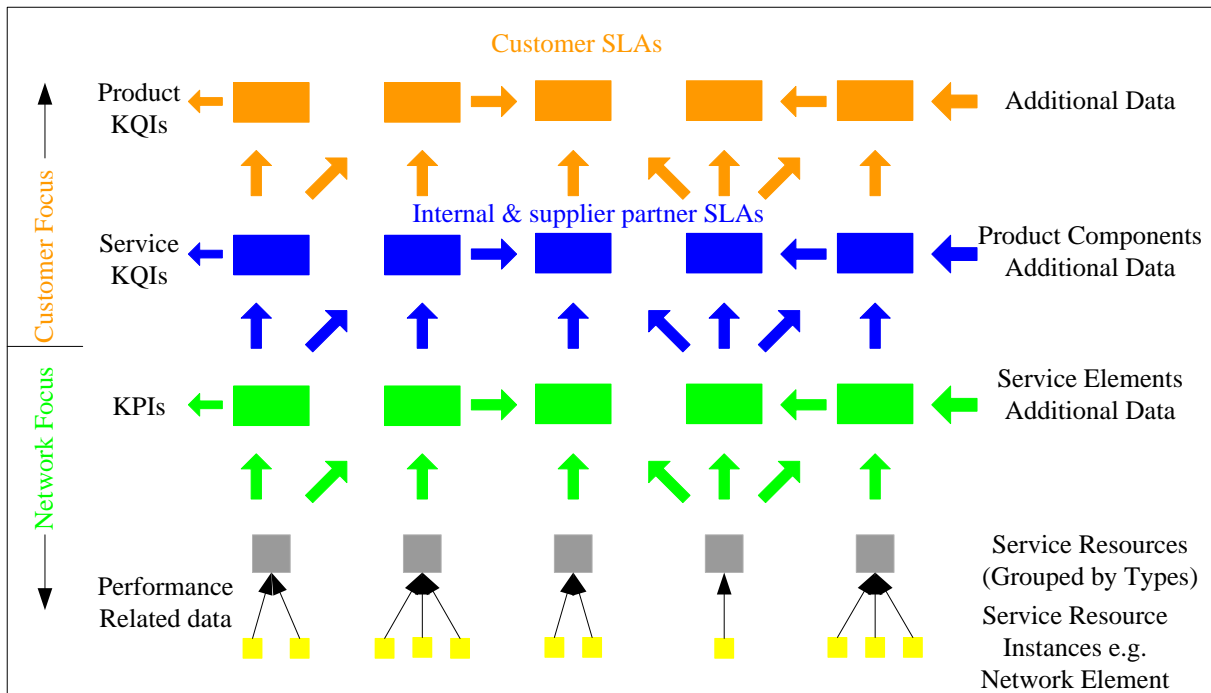 Customer SLAs
Product
KQIs
Additional Data
Customer Focus
Internal & supplier partner SLAs
Service
KQIs
Product Components
Additional Data
Network Focus
KPIs
Service Elements
Additional Data
Performance
Related data
Service Resources
(Grouped by Types)
Service Resource
Instances e.g.
Network Element